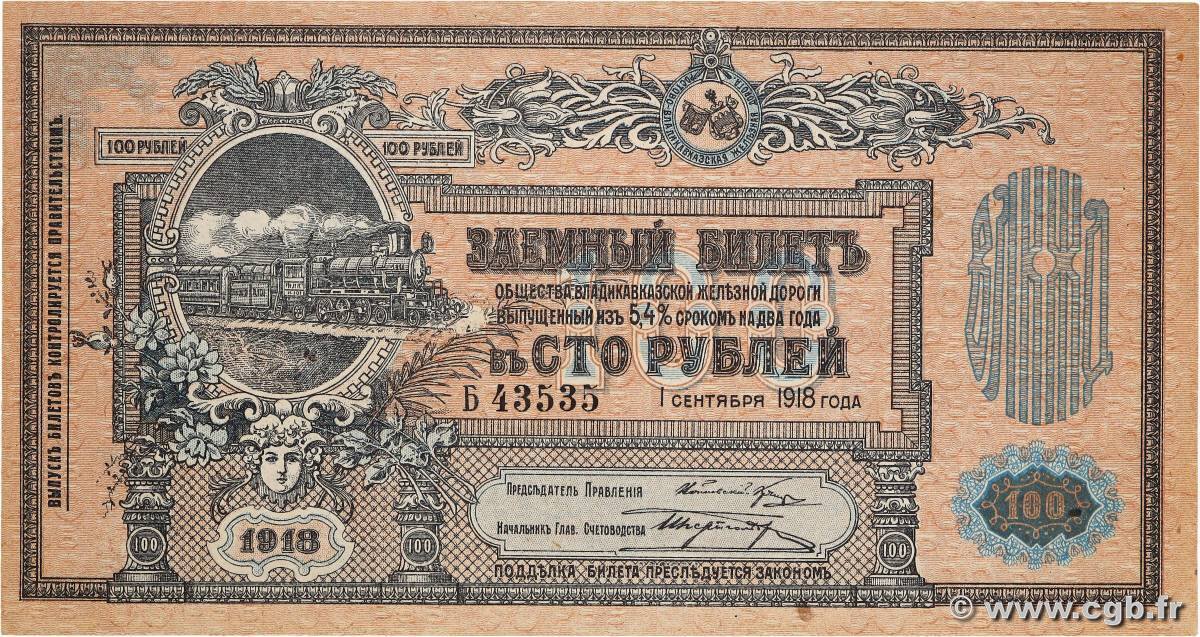 ВЫПУСКЪ БИЛЕТОВЪ КОНТРОЛИРУЕТСЯ ПРАВИТЕЛЬСТВОМЪ.
100 РУБЛЕЙ 100 РУБЛЕЙ
ЗАЕМНЫЙ БИЛЕТЪ
ОБЩЕСТВА ВЛАДИКАВКАЗСКОЙ ЖЕЛѢЗНОЙ ДОРОГИ
ВЫПУЩЕННЫЙ ИЗЪ 5,4% СРОКОМЪ НА ДВА ГОДА
ВЪ СТО РУБЛЕЙ
100
Б 43535 1 СЕНТЯБРЯ 1918 ГОДА
ПРЕДСѢДАТЕЛЬ ПРАВЛЕНІЯ
НАЧАЛЬНИКЪ ГЛАВ. СЧЕТОВОДСТВА
100
1918
100 100 100
ПОДДѢЛКА БИЛЕТА ПРЕСЛѢДУЕТСЯ ЗАКОНОМЪ
© www.cgb.fr